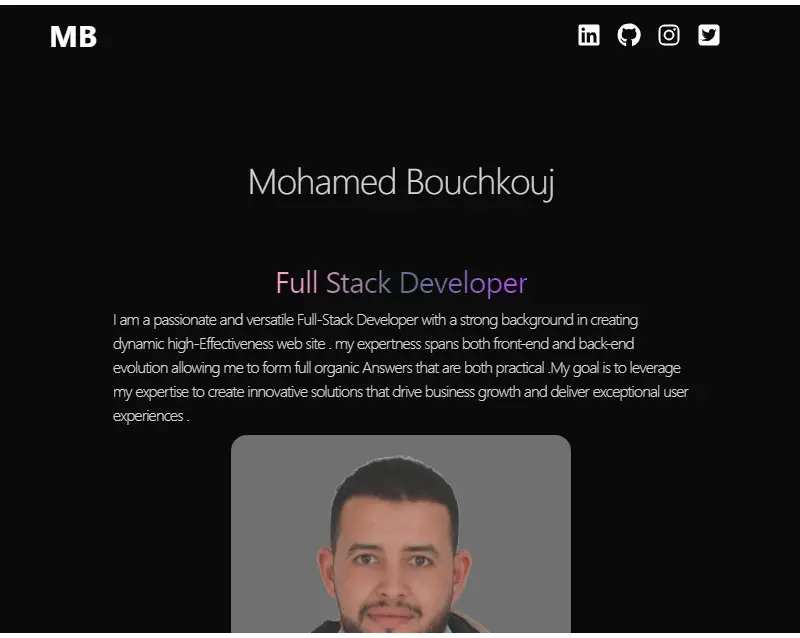 MB
Mohamed Bouchkouj
Full Stack Developer
I am a passionate and versatile Full-Stack Developer with a strong background in creating
dynamic high-Effectiveness web site . my expertness spans both front-end and back-end
evolution allowing me to form full organic Answers that are both practical .My goal is to leverage
my expertise to create innovative solutions that drive business growth and deliver exceptional user
experiences .